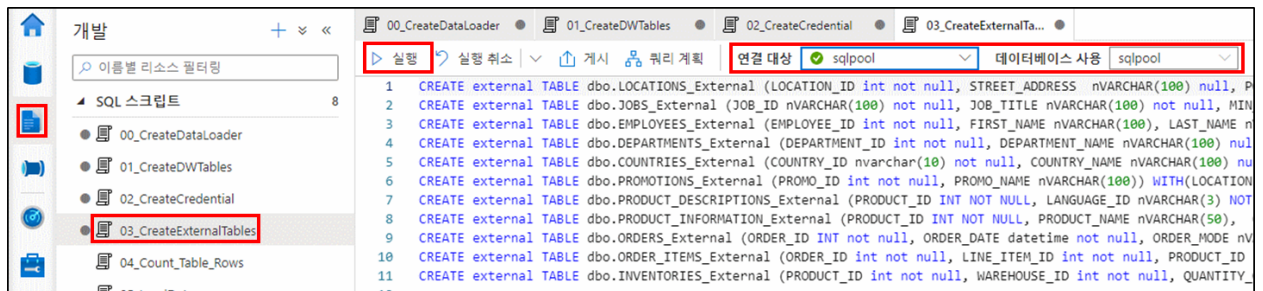 개발
이름별 리소스 필터링
SQL 스크립트 8
00_CreateDataLoader
01_CreateDWTables
02_CreateCredential
03_CreateExternalTables
04_Count_Table_Rows
00_CreateDataLoader 01_CreateDWTables 02_CreateCredential 03_CreateExternalTa...
실행 실행 취소 게시 쿼리 계획 연결 대상 sqlpool 데이터베이스 사용 sqlpool
1 CREATE external TABLE dbo.LOCATIONS_External (LOCATION_ID int not null, STREET_ADDRESS nVARCHAR(100) null,
2 CREATE external TABLE dbo.JOBS_External (JOB_ID nVARCHAR(100) not null, JOB_TITLE nVARCHAR(100) not null, MIN
3 CREATE external TABLE dbo.EMPLOYEES_External (EMPLOYEE_ID int not null, FIRST_NAME nVARCHAR(100), LAST_NAME
4 CREATE external TABLE dbo.DEPARTMENTS_External (DEPARTMENT_ID int not null, DEPARTMENT_NAME nVARCHAR(100)
5 CREATE external TABLE dbo.COUNTRIES_External (COUNTRY_ID nvarchar(10) not null, COUNTRY_NAME nVARCHAR(100)
6 CREATE external TABLE dbo.PROMOTIONS_External (PROMO_ID int not null, PROMO_NAME nVARCHAR(100)) WITH(LOCATION
7 CREATE external TABLE dbo.PRODUCT_DESCRIPTIONS_External (PRODUCT_ID INT NOT NULL, LANGUAGE_ID nVARCHAR(3) NOT
8 CREATE external TABLE dbo.PRODUCT_INFORMATION_External (PRODUCT_ID INT NOT NULL, PRODUCT_NAME nVARCHAR(50),
9 CREATE external TABLE dbo.ORDERS_External (ORDER_ID INT not null, ORDER_DATE datetime not null, ORDER_MODE
10 CREATE external TABLE dbo.ORDER_ITEMS_External (ORDER_ID int not null, LINE_ITEM_ID int not null, PRODUCT_ID
11 CREATE external TABLE dbo.INVENTORIES_External (PRODUCT_ID int not null, WAREHOUSE_ID int not null,